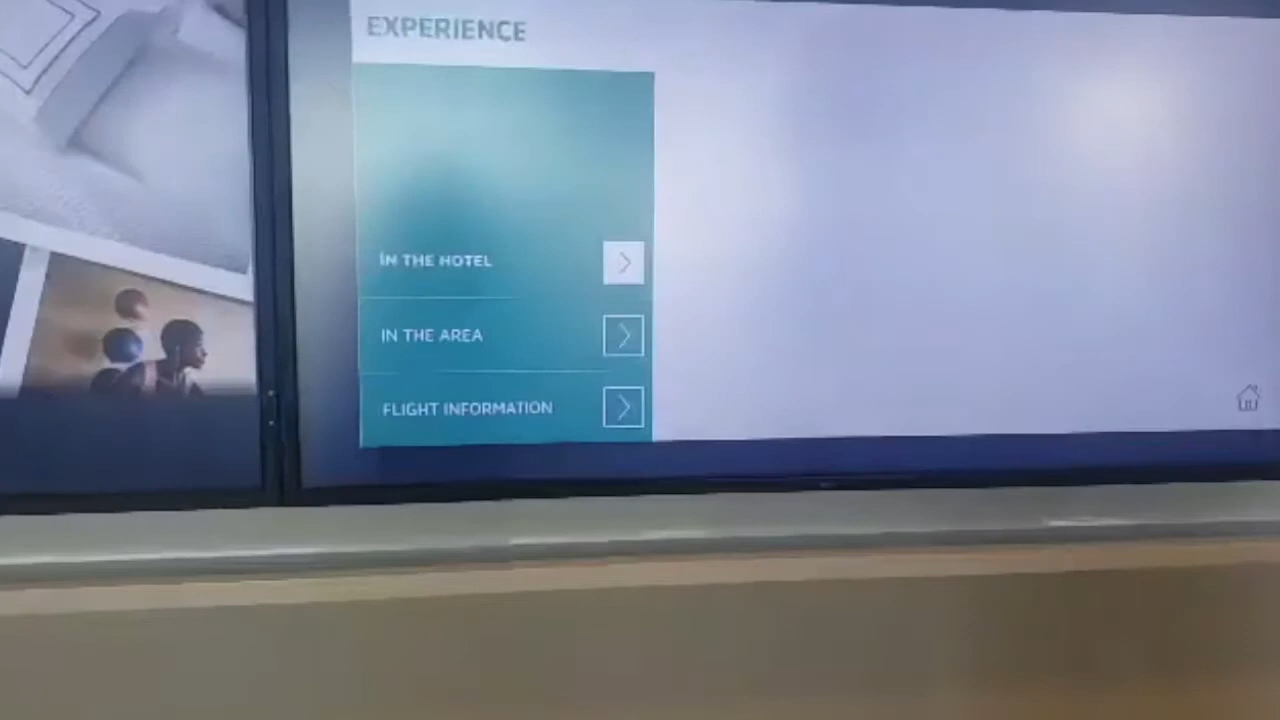 EXPERIENCE
IN THE HOTEL
IN THE AREA
FLIGHT INFORMATION